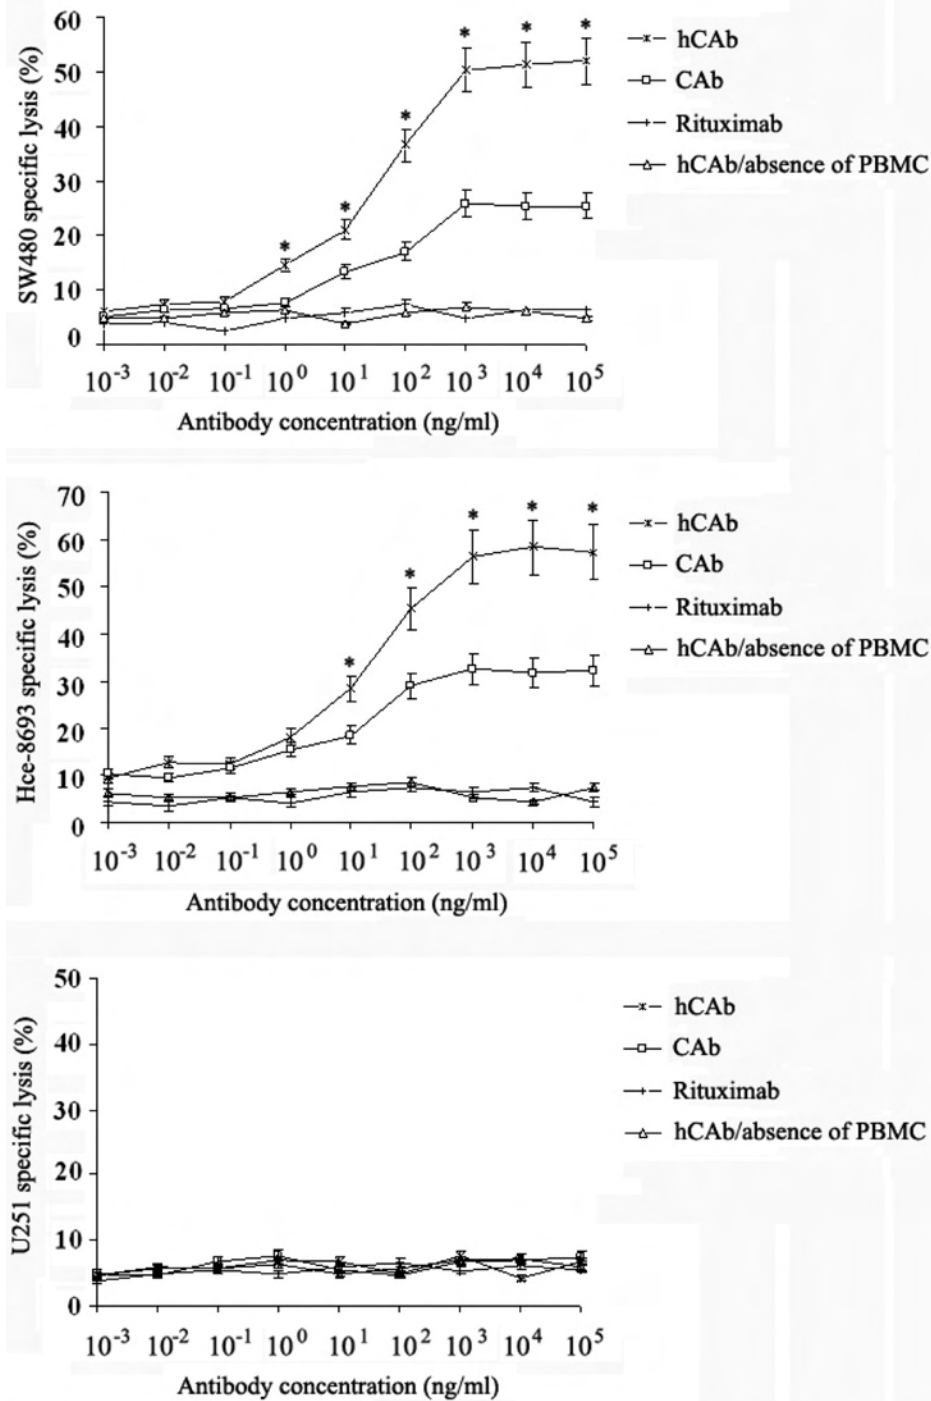 SW480 specific lysis (%)
60
50
40
30
20
10
0
* * * * * *
10⁻³ 10⁻² 10⁻¹ 10⁰ 10¹ 10² 10³ 10⁴ 10⁵
Antibody concentration (ng/ml)
hCAb
CAb
Rituximab
hCAb/absence of PBMC
Hce-8693 specific lysis (%)
70
60
50
40
30
20
10
0
* * * * *
10⁻³ 10⁻² 10⁻¹ 10⁰ 10¹ 10² 10³ 10⁴ 10⁵
Antibody concentration (ng/ml)
hCAb
CAb
Rituximab
hCAb/absence of PBMC
U251 specific lysis (%)
50
40
30
20
10
0
10⁻³ 10⁻² 10⁻¹ 10⁰ 10¹ 10² 10³ 10⁴ 10⁵
Antibody concentration (ng/ml)
hCAb
CAb
Rituximab
hCAb/absence of PBMC